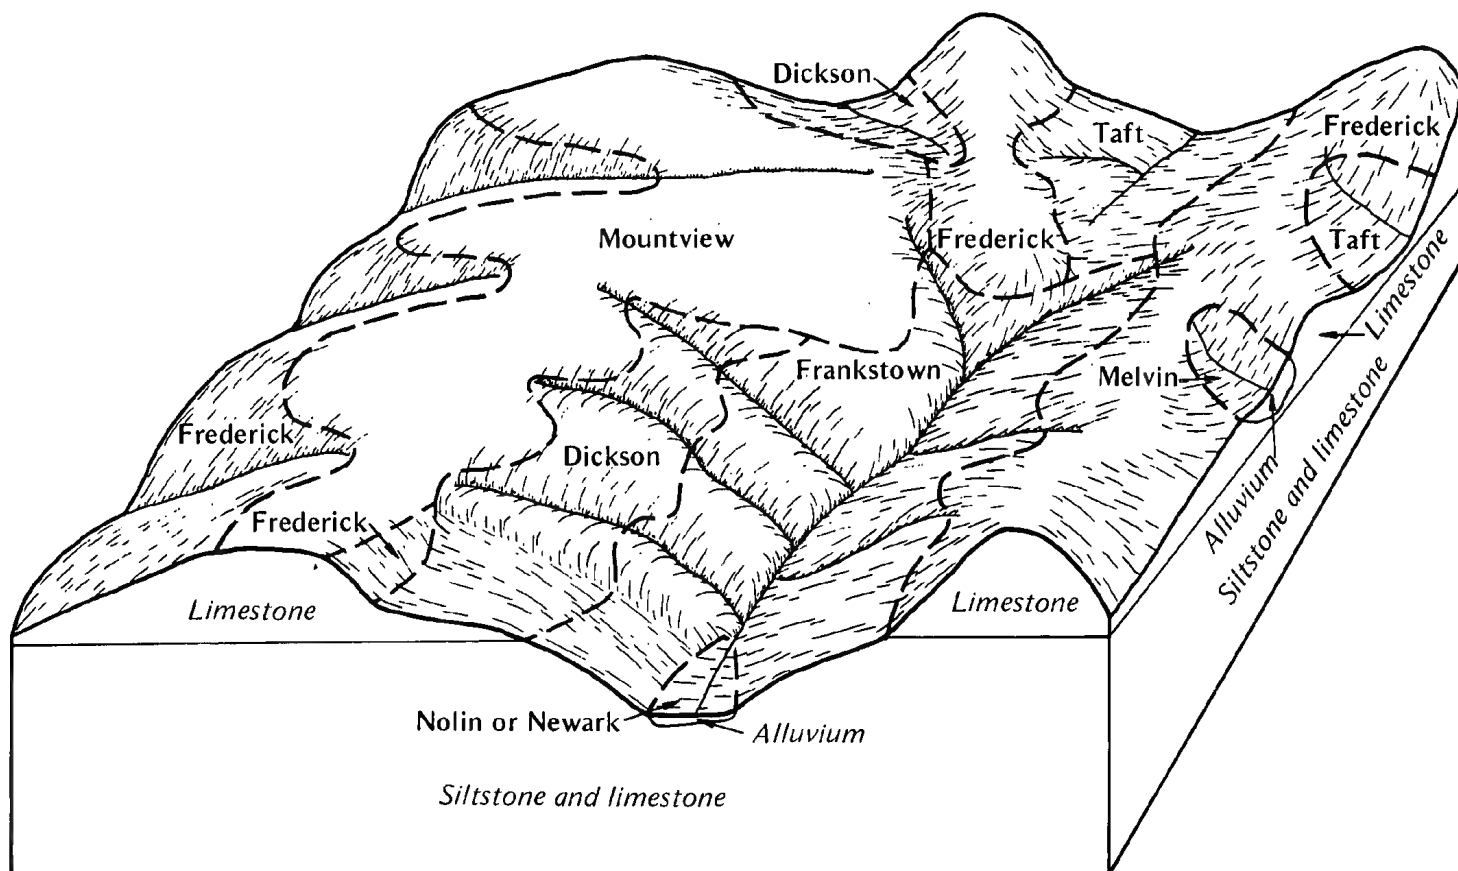 Dickson
Taft
Frederick
Mountview
Frederick
Taft
Limestone
Frankstown
Melvin
Frederick
Dickson
Alluvium
Siltstone and limestone
Frederick
Limestone
Limestone
Nolin or Newark
Alluvium
Siltstone and limestone